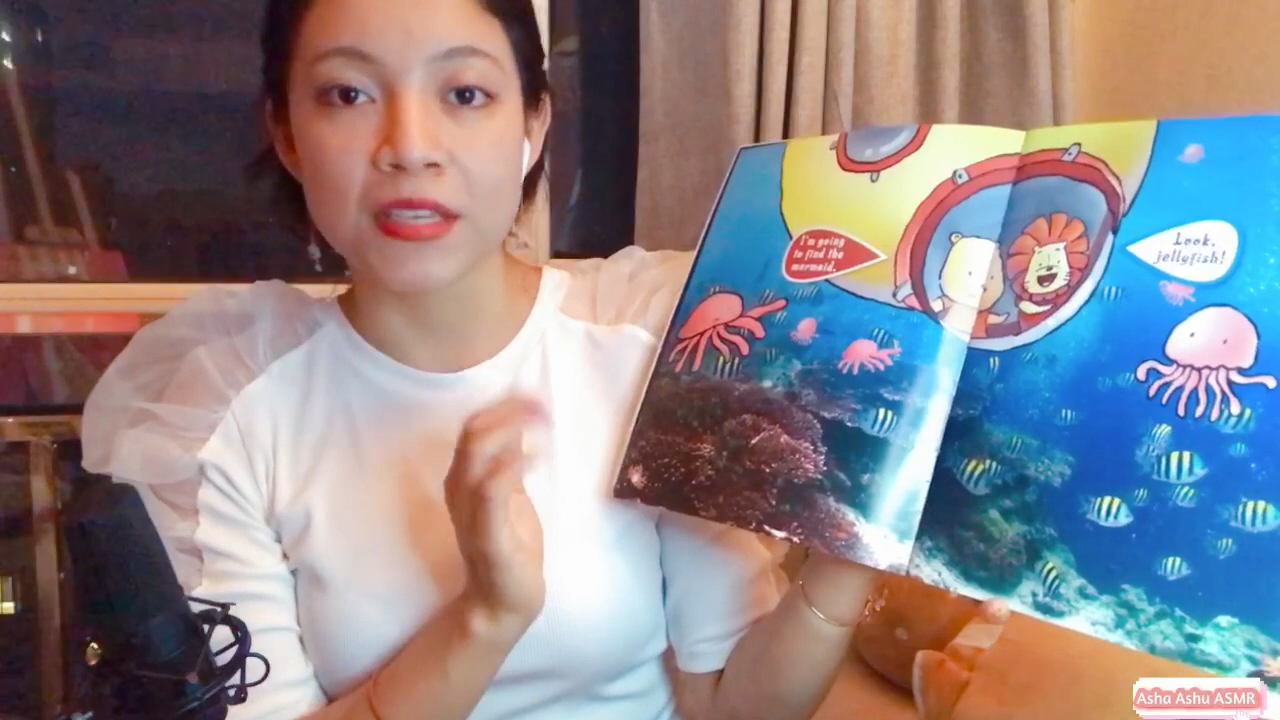 I'm going
to find the
mermaid.
Look,
jellyfish!
Asha Ashu ASMR